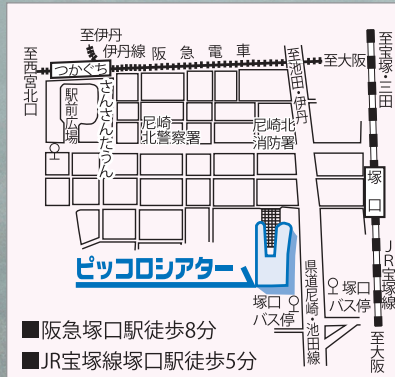 至伊丹
伊丹線
阪急電車
至西宮北口
つかぐち
至大阪
至池田・伊丹
至宝塚・三田
駅前広場
さんさんたうん
尼崎
北警察署
尼崎北
消防署
塚口
ピッコロシアター
塚口
バス停
県道尼崎・池田線
塚口
バス停
JR宝塚線
至大阪
■阪急塚口駅徒歩8分
■JR宝塚線塚口駅徒歩5分